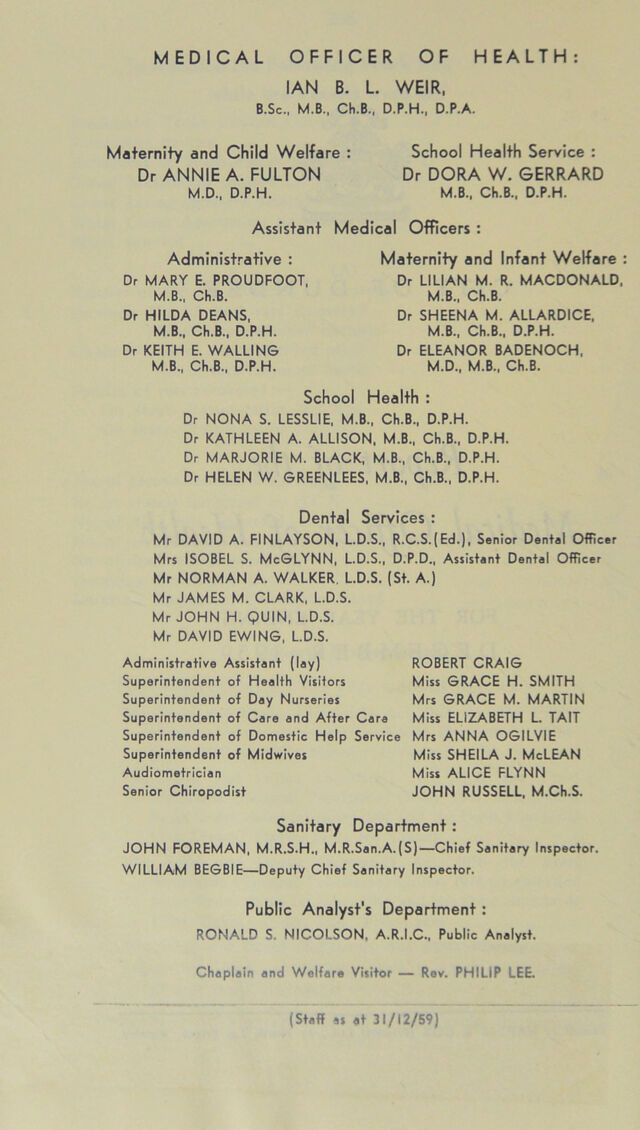 MEDICAL OFFICER OF HEALTH:
IAN B. L. WEIR,
B.Sc., M.B., Ch.B., D.P.H., D.P.A.
Maternity and Child Welfare :
Dr ANNIE A. FULTON
M.D., D.P.H.
School Health Service :
Dr DORA W. GERRARD
M.B., Ch.B., D.P.H.
Assistant Medical Officers :
Administrative :
Dr MARY E. PROUDFOOT,
M.B., Ch.B.
Dr HILDA DEANS,
M.B., Ch.B., D.P.H.
Dr KEITH E. WALLING
M.B., Ch.B., D.P.H.
Maternity and Infant Welfare :
Dr LILIAN M. R. MACDONALD,
M.B., Ch.B.
Dr SHEENA M. ALLARDICE,
M.B., Ch.B., D.P.H.
Dr ELEANOR BADENOCH,
M.D., M.B., Ch.B.
School Health :
Dr NONA S. LESSLIE, M.B., Ch.B., D.P.H.
Dr KATHLEEN A. ALLISON, M.B., Ch.B., D.P.H.
Dr MARJORIE M. BLACK, M.B., Ch.B., D.P.H.
Dr HELEN W. GREENLEES, M.B., Ch.B., D.P.H.
Dental Services :
Mr DAVID A. FINLAYSON, L.D.S., R.C.S.(Ed.), Senior Dental Officer
Mrs ISOBEL S. McGLYNN, L.D.S., D.P.D., Assistant Dental Officer
Mr NORMAN A. WALKER, L.D.S. (St. A.)
Mr JAMES M. CLARK, L.D.S.
Mr JOHN H. QUIN, L.D.S.
Mr DAVID EWING, L.D.S.
Administrative Assistant (lay) ROBERT CRAIG
Superintendent of Health Visitors Miss GRACE H. SMITH
Superintendent of Day Nurseries Mrs GRACE M. MARTIN
Superintendent of Care and After Care Miss ELIZABETH L. TAIT
Superintendent of Domestic Help Service Mrs ANNA OGILVIE
Superintendent of Midwives Miss SHEILA J. McLEAN
Audiometrician Miss ALICE FLYNN
Senior Chiropodist JOHN RUSSELL, M.Ch.S.
Sanitary Department :
JOHN FOREMAN, M.R.S.H., M.R.San.A.(S)—Chief Sanitary Inspector.
WILLIAM BEGBIE—Deputy Chief Sanitary Inspector.
Public Analyst's Department :
RONALD S. NICOLSON, A.R.I.C., Public Analyst.
Chaplain and Welfare Visitor — Rev. PHILIP LEE.
(Staff as at 31/12/59)